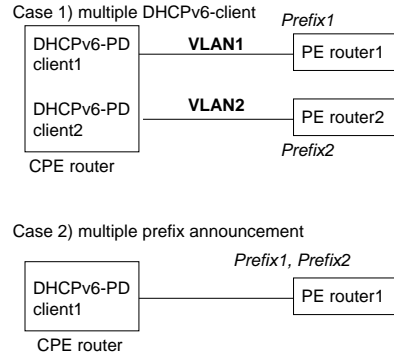 Case 1) multiple DHCPv6-client
Prefix1
DHCPv6-PD
client1
VLAN1
PE router1
DHCPv6-PD
client2
VLAN2
PE router2
Prefix2
CPE router
Case 2) multiple prefix announcement
Prefix1, Prefix2
DHCPv6-PD
client1
PE router1
CPE router